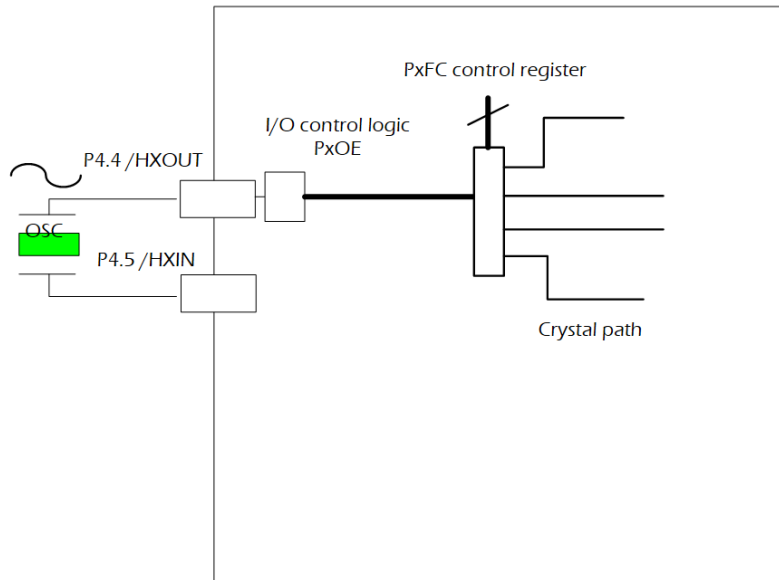 PxFC control register
I/O control logic
PxOE
P4.4 /HXOUT
OSC
P4.5 /HXIN
Crystal path